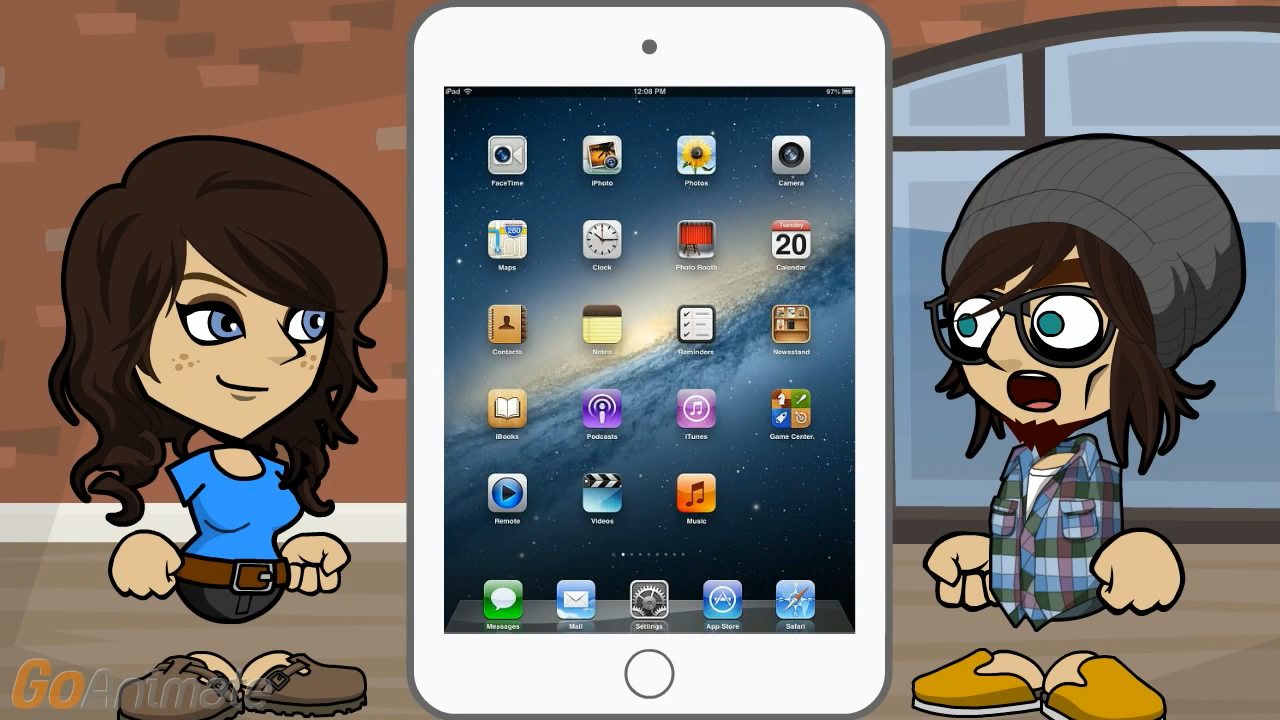 iPad 12:08 PM 97%
FaceTime iPhoto Photos Camera
280 Tuesday 20
Maps Clock Photo Booth Calendar
Contacts Notes Reminders Newsstand
iBooks Podcasts iTunes Game Center
Remote Videos Music
Messages Mail Settings App Store Safari
GoAnimate